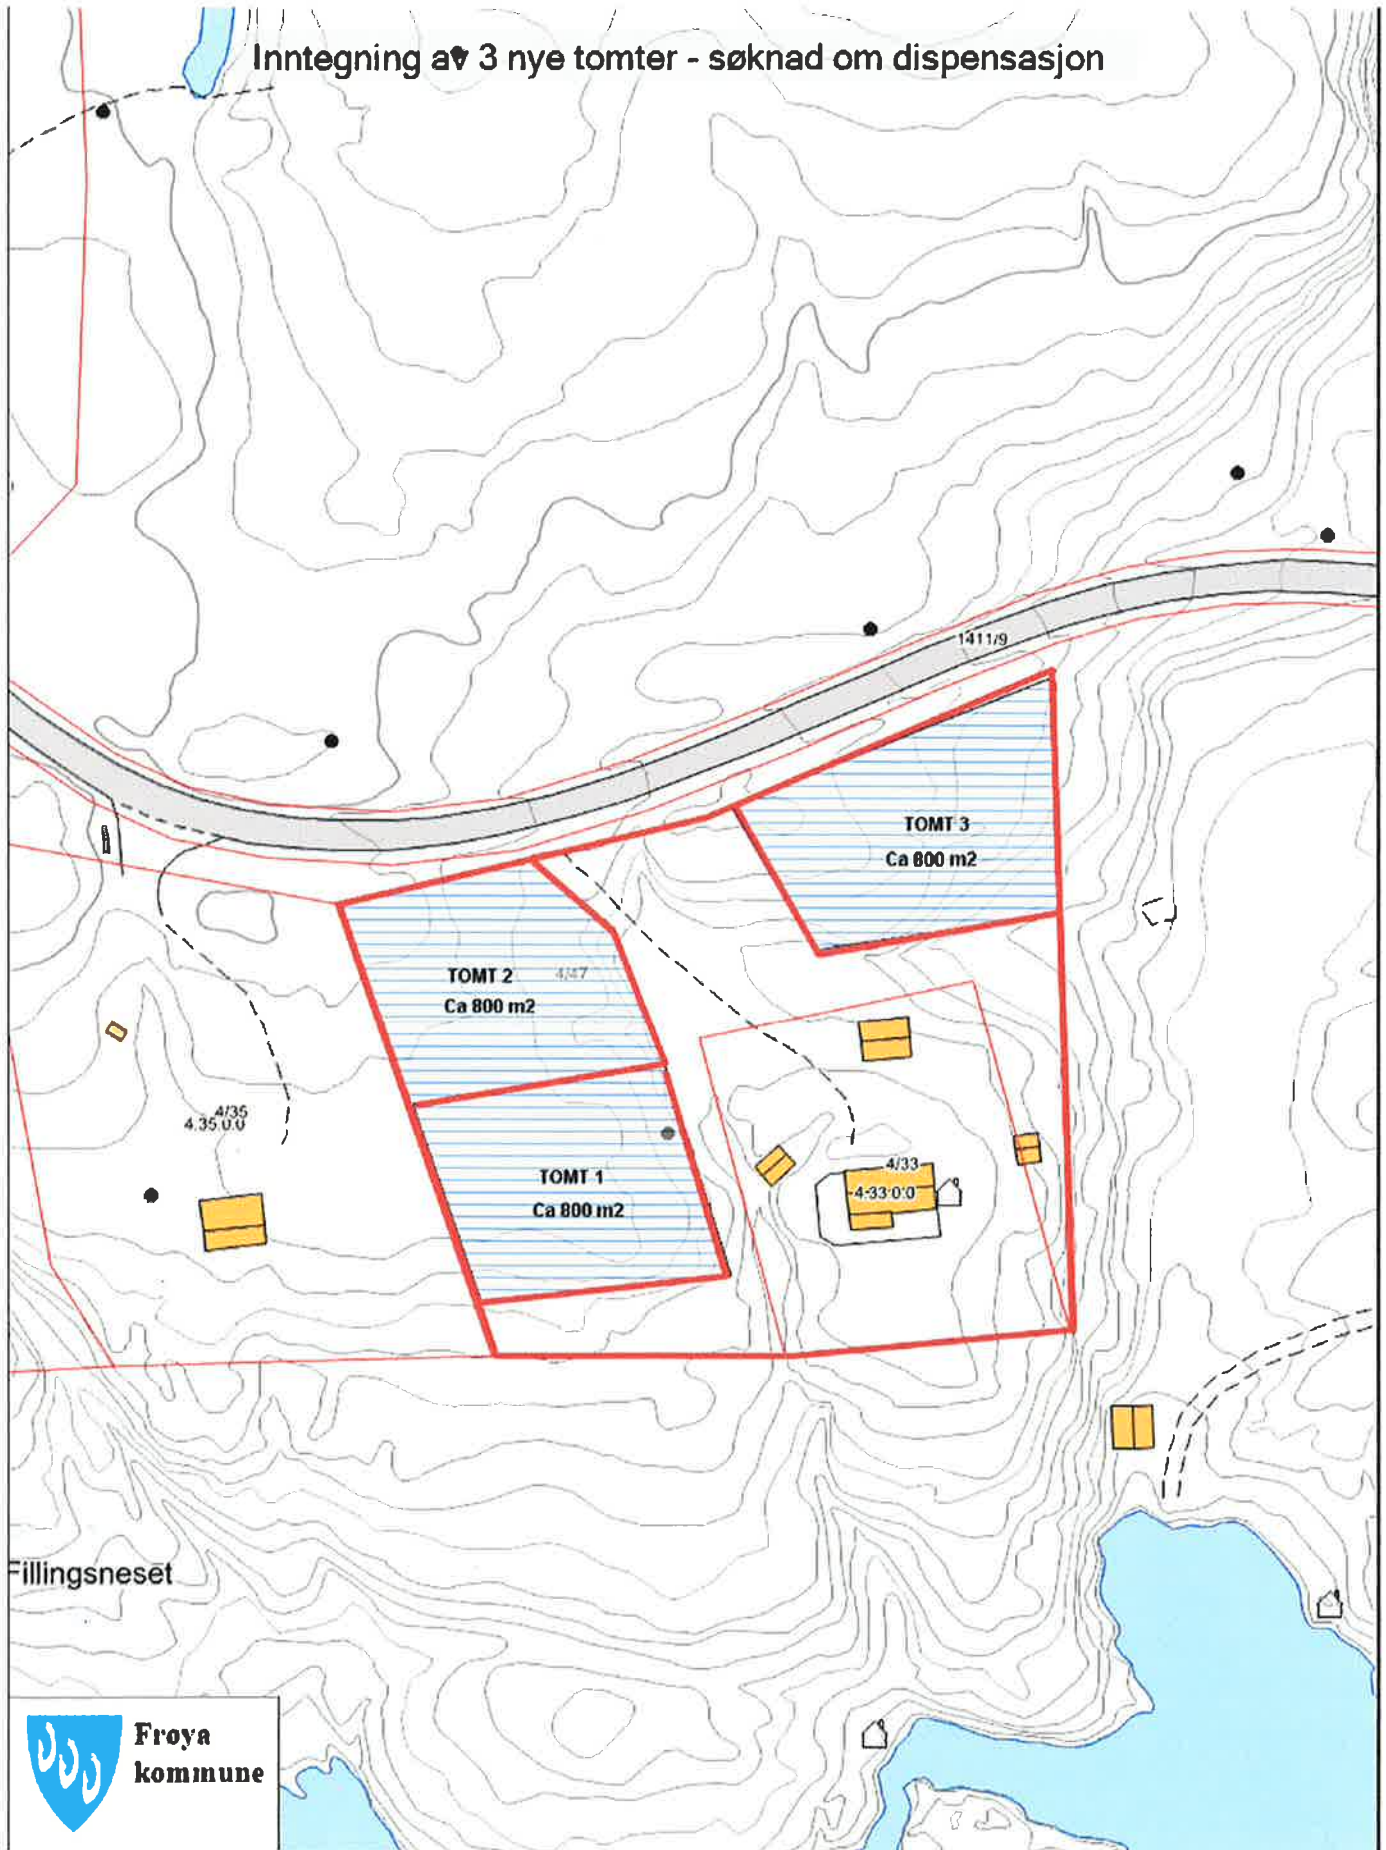 Inntegning av 3 nye tomter - søknad om dispensasjon
1411/9
TOMT 3
Ca 800 m2
TOMT 2
4/47
Ca 800 m2
4/35
4.35.0.0
TOMT 1
Ca 800 m2
4/33
4-33-0-0
Fillingsneset
Frøya
kommune